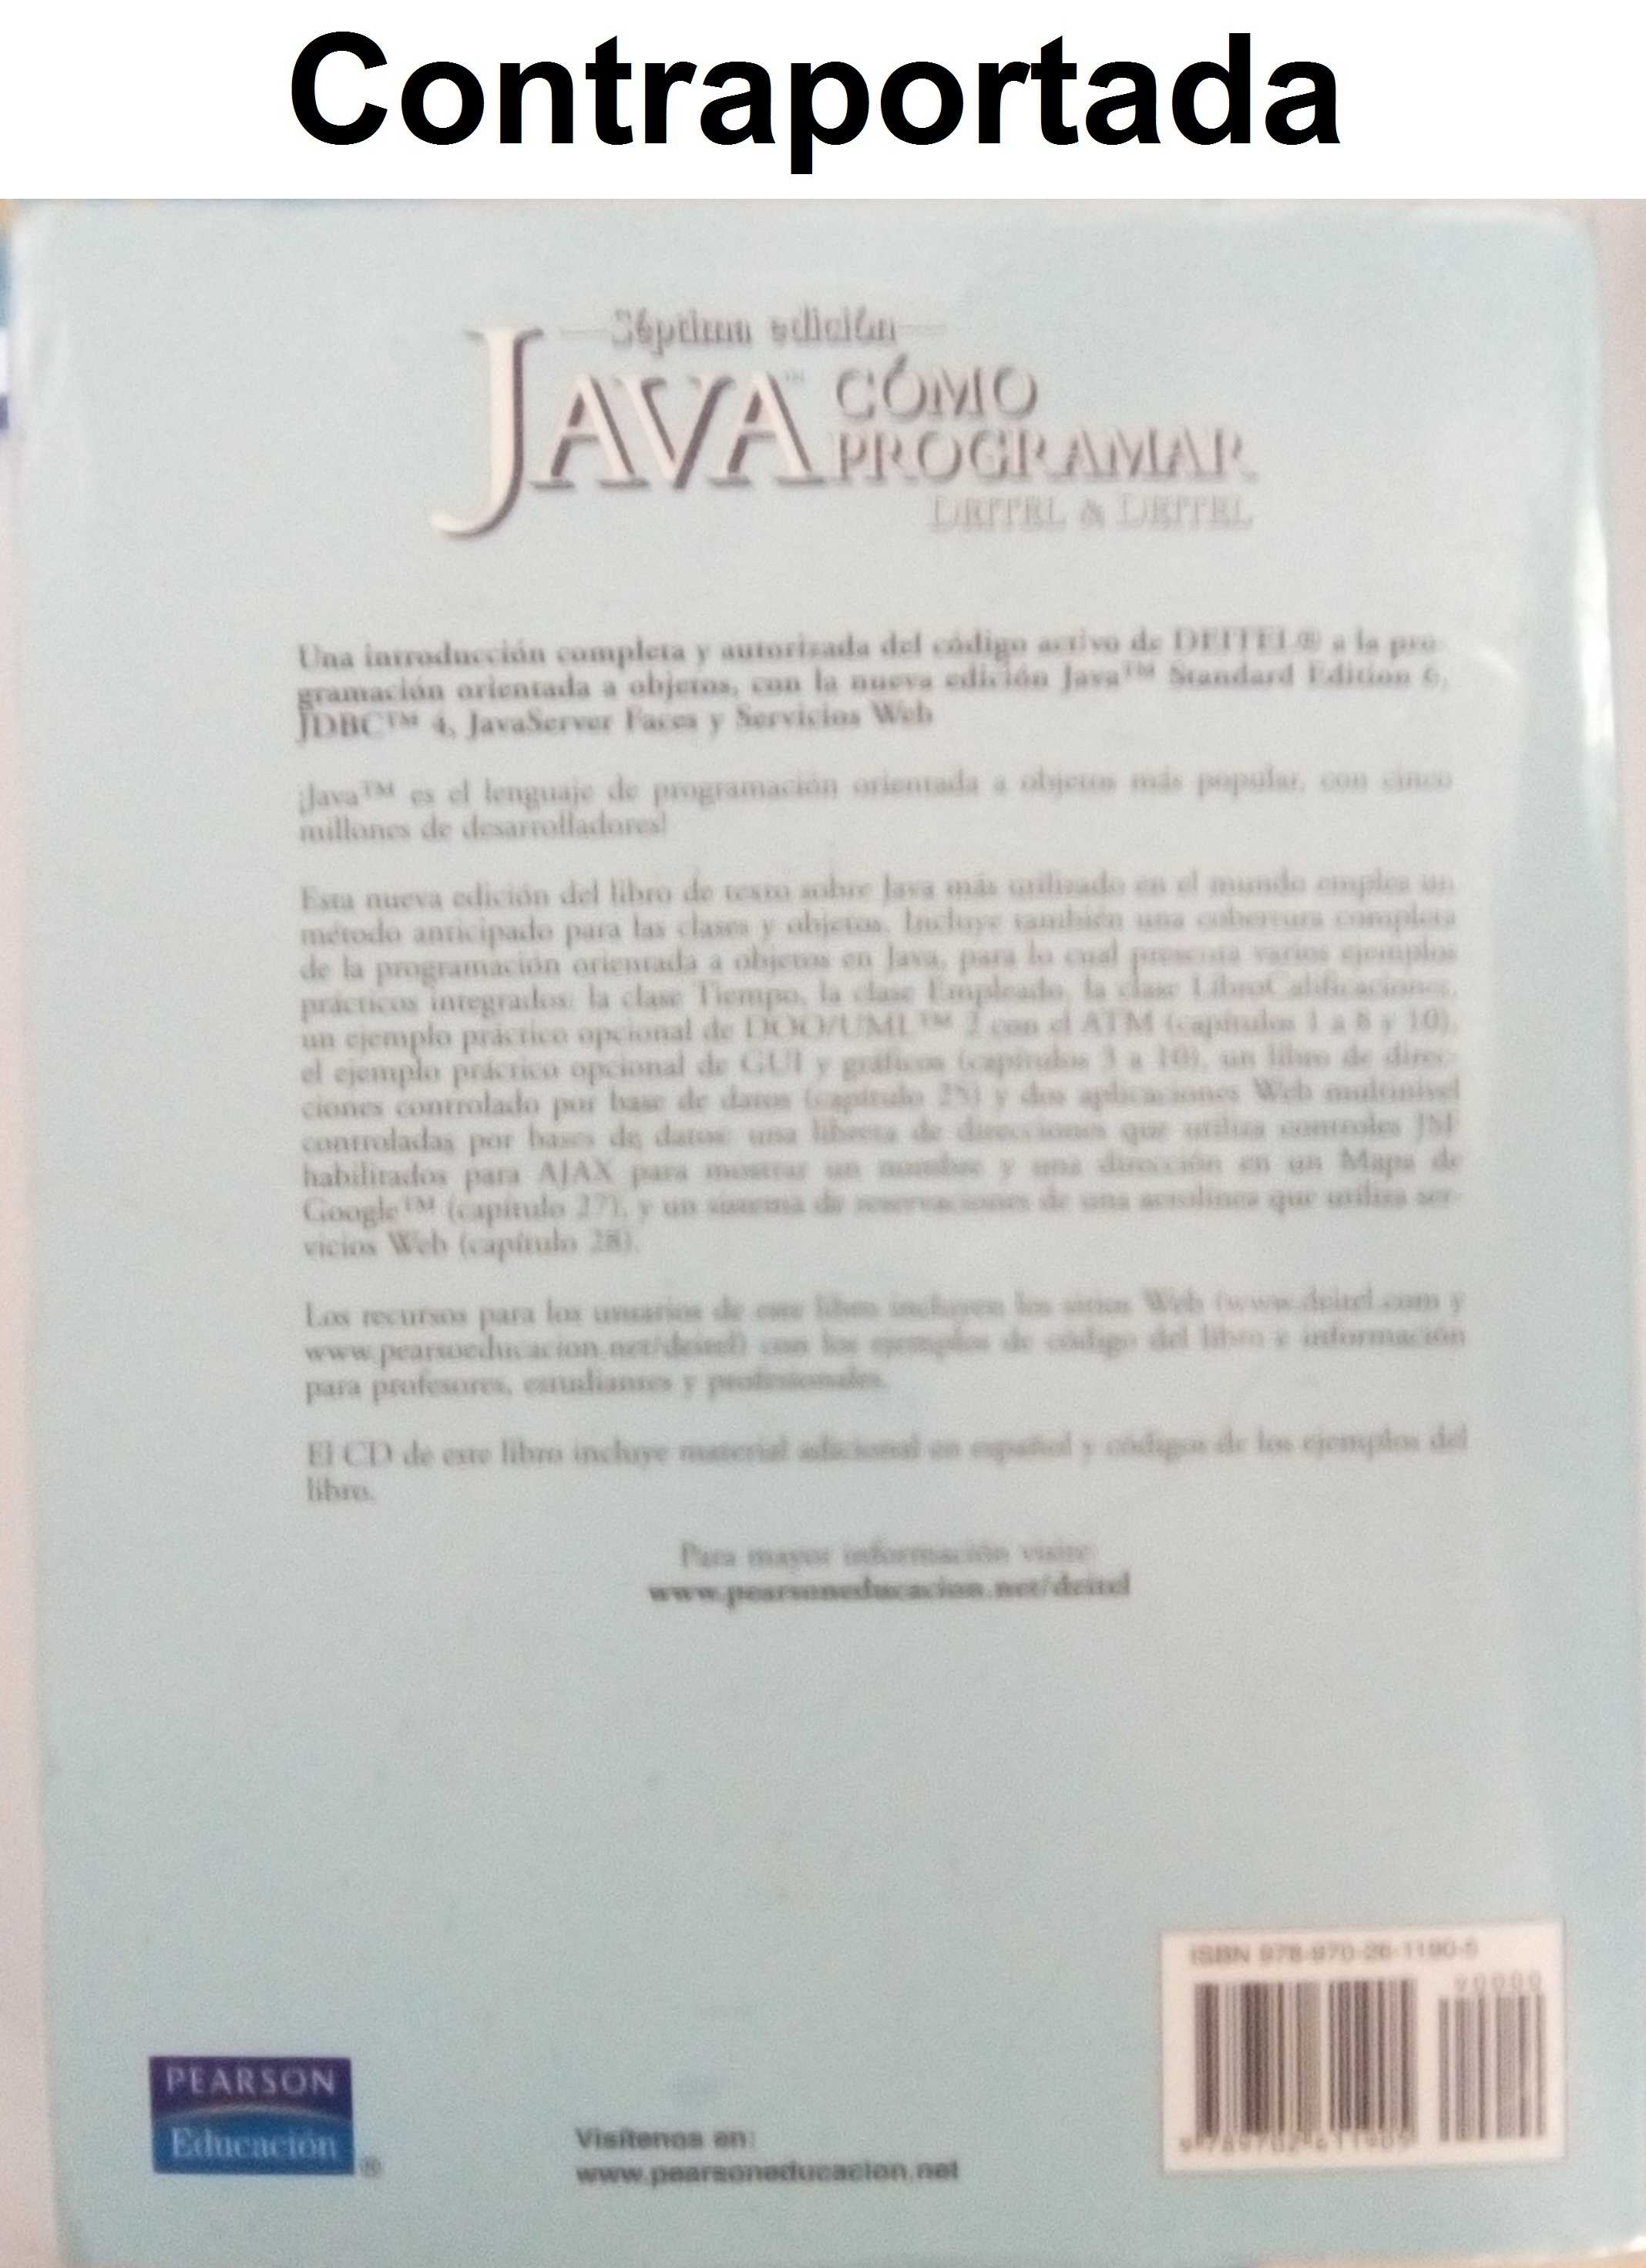 Contraportada
Séptima edición
JAVA™ CÓMO
PROGRAMAR
DEITEL & DEITEL
Una introducción completa y autorizada del código activo de DEITEL® a la pro-
gramación orientada a objetos, con la nueva edición Java™ Standard Edition 6,
JDBC™ 4, JavaServer Faces y Servicios Web
¡Java™ es el lenguaje de programación orientada a objetos más popular, con cinco
millones de desarrolladores!
Esta nueva edición del libro de texto sobre Java más utilizado en el mundo emplea un
método anticipado para las clases y objetos. Incluye también una cobertura completa
de la programación orientada a objetos en Java, para lo cual presenta varios ejemplos
prácticos integrados: la clase Tiempo, la clase Empleado, la clase LibroCalificaciones,
un ejemplo práctico opcional de DOO/UML™ 2 con el ATM (capítulos 1 a 8 y 10),
el ejemplo práctico opcional de GUI y gráficos (capítulos 3 a 10), un libro de direc-
ciones controlado por base de datos (capítulo 25) y dos aplicaciones Web multinivel
controladas por bases de datos: una libreta de direcciones que utiliza controles JSF
habilitados para AJAX para mostrar un nombre y una dirección en un Mapa de
Google™ (capítulo 27), y un sistema de reservaciones de una aerolínea que utiliza ser-
vicios Web (capítulo 28).
Los recursos para los usuarios de este libro incluyen los sitios Web (www.deitel.com y
www.pearsoeducacion.net/deitel) con los ejemplos de código del libro e información
para profesores, estudiantes y profesionales.
El CD de este libro incluye material adicional en español y códigos de los ejemplos del
libro.
Para mayor información visite:
www.pearsoneducacion.net/deitel
ISBN 978-970-26-1190-5
90000
9 789702 611905
PEARSON
Educación
®
Visítenos en:
www.pearsoneducacion.net